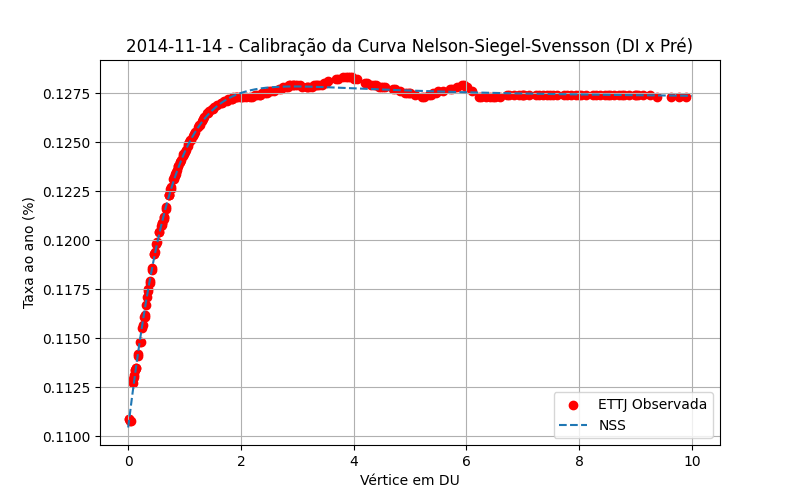 2014-11-14 - Calibração da Curva Nelson-Siegel-Svensson (DI x Pré)
Taxa ao ano (%)
0.1275
0.1250
0.1225
0.1200
0.1175
0.1150
0.1125
0.1100
0 2 4 6 8 10
Vértice em DU
ETTJ Observada
NSS